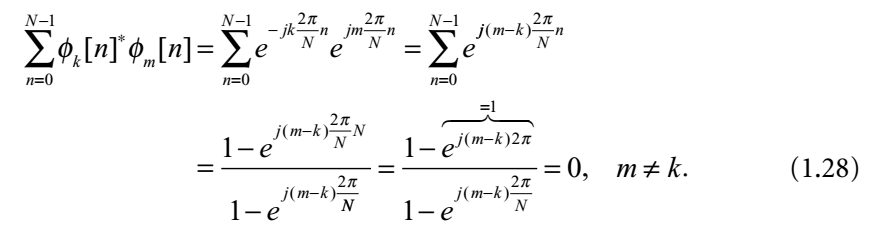 \sum_{n=0}^{N-1} \phi_k[n]^* \phi_m[n] = \sum_{n=0}^{N-1} e^{-jk\frac{2\pi}{N}n} e^{jm\frac{2\pi}{N}n} = \sum_{n=0}^{N-1} e^{j(m-k)\frac{2\pi}{N}n}
= \frac{1-e^{j(m-k)\frac{2\pi}{N}N}}{1-e^{j(m-k)\frac{2\pi}{N}}} = \frac{1-\overbrace{e^{j(m-k)2\pi}}^{=1}}{1-e^{j(m-k)\frac{2\pi}{N}}} = 0, \quad m \neq k. \quad (1.28)